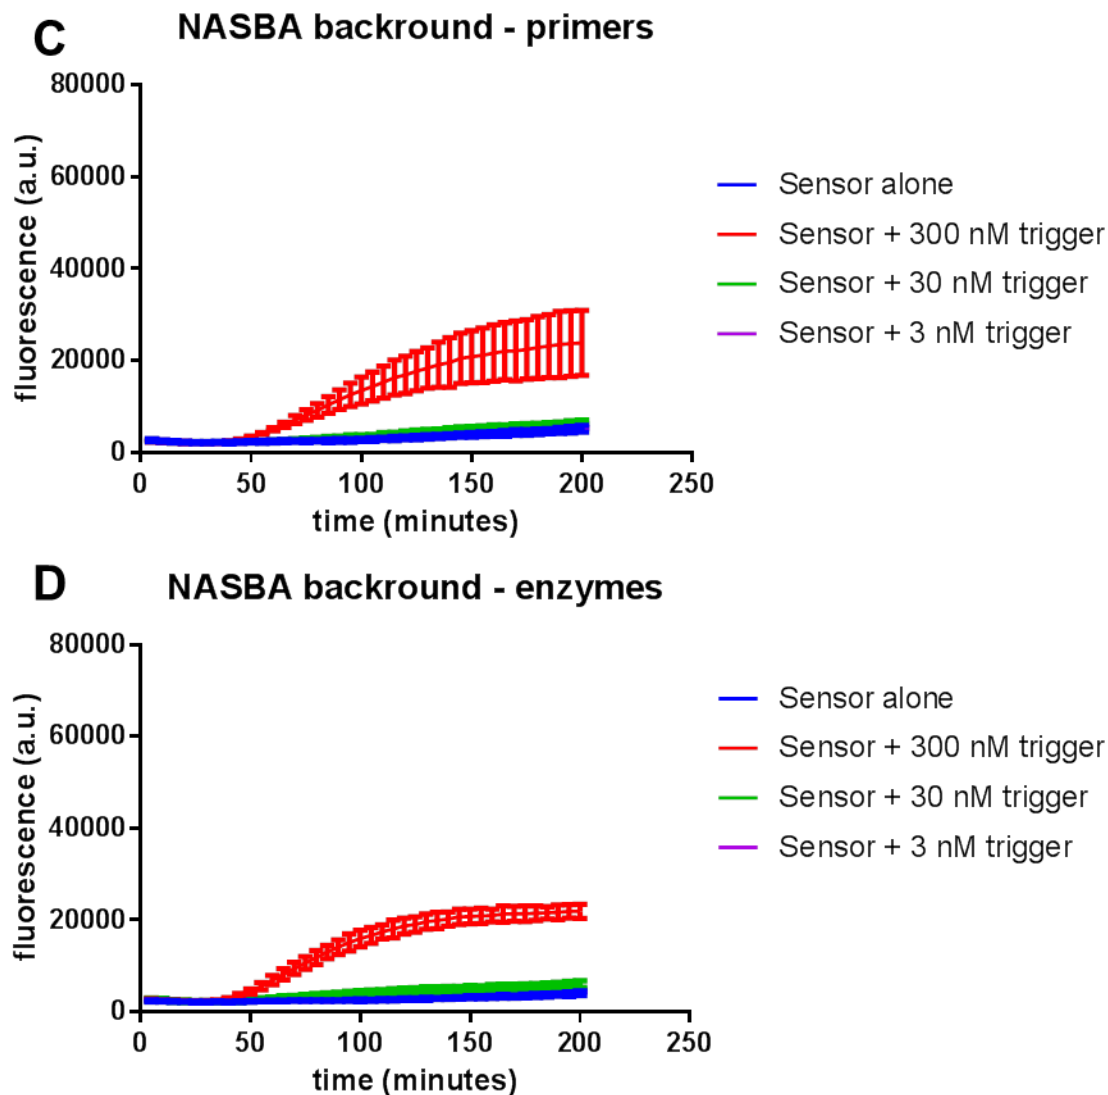 C
NASBA backround - primers
80000
60000
40000
20000
0
fluorescence (a.u.)
0 50 100 150 200 250
time (minutes)
Sensor alone
Sensor + 300 nM trigger
Sensor + 30 nM trigger
Sensor + 3 nM trigger
D
NASBA backround - enzymes
80000
60000
40000
20000
0
fluorescence (a.u.)
0 50 100 150 200 250
time (minutes)
Sensor alone
Sensor + 300 nM trigger
Sensor + 30 nM trigger
Sensor + 3 nM trigger